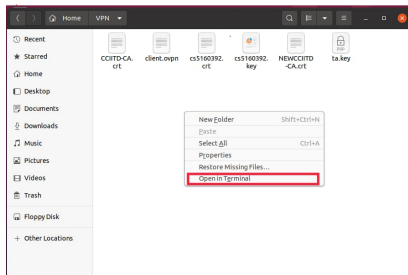 Home VPN
Recent
Starred
Home
Desktop
Documents
Downloads
Music
Pictures
Videos
Trash
Floppy Disk
+ Other Locations
CCIITD-CA.
crt
client.ovpn
cs5160392.
crt
cs5160392.
key
NEWCCIITD
-CA.crt
ta.key
New Folder Shift+Ctrl+N
Paste
Select All Ctrl+A
Properties
Restore Missing Files...
Open in Terminal